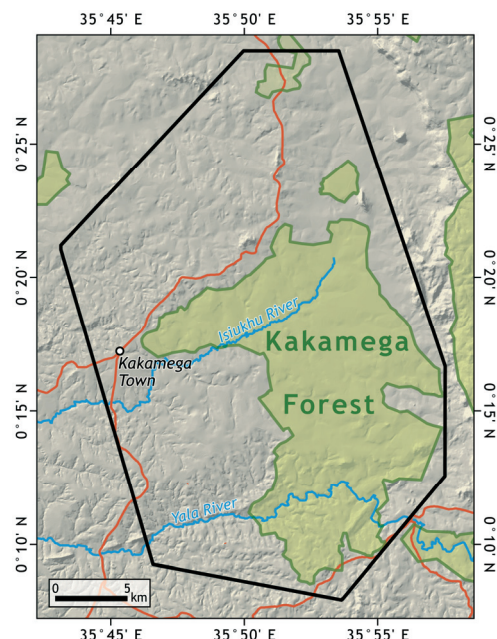 35°45' E
35°50' E
35°55' E
0°25' N
0°25' N
0°20' N
0°20' N
Isiukhu River
Kakamega
Kakamega
Town
Forest
0°15' N
0°15' N
Yala River
0°10' N
0°10' N
0
5
km
35°45' E
35°50' E
35°55' E